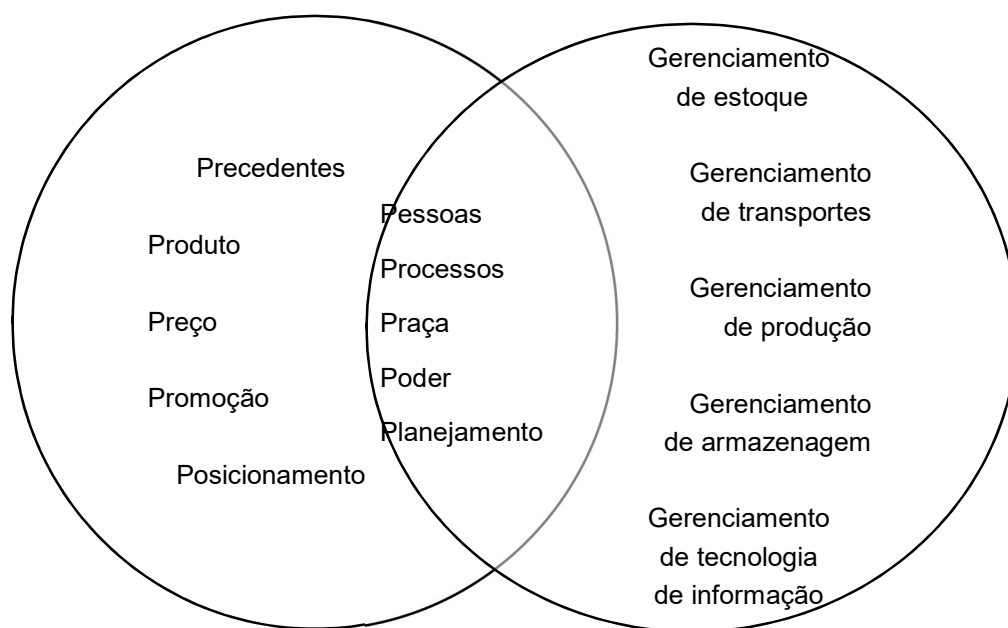 Precedentes
Produto
Preço
Promoção
Posicionamento
Pessoas
Processos
Praça
Poder
Planejamento
Gerenciamento
de estoque
Gerenciamento
de transportes
Gerenciamento
de produção
Gerenciamento
de armazenagem
Gerenciamento
de tecnologia
de informação